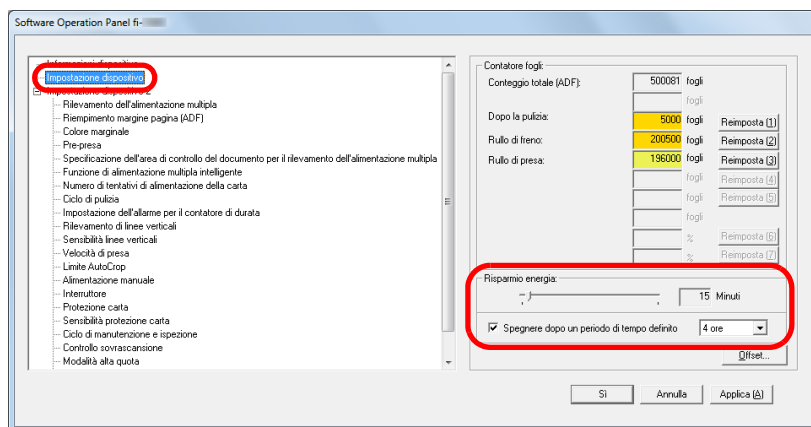 Software Operation Panel fi-
Informazioni dispositivo
Impostazione dispositivo
Impostazione dispositivo 2
Rilevamento dell'alimentazione multipla
Riempimento margine pagina (ADF)
Colore marginale
Pre-presa
Specificazione dell'area di controllo del documento per il rilevamento dell'alimentazione multipla
Funzione di alimentazione multipla intelligente
Numero di tentativi di alimentazione della carta
Ciclo di pulizia
Impostazione dell'allarme per il contatore di durata
Rilevamento di linee verticali
Sensibilità linee verticali
Velocità di presa
Limite AutoCrop
Alimentazione manuale
Interruttore
Protezione carta
Sensibilità protezione carta
Ciclo di manutenzione e ispezione
Controllo sovrascansione
Modalità alta quota
Contatore fogli:
Conteggio totale (ADF): 500081 fogli
fogli
Dopo la pulizia: 5000 fogli Reimposta (1)
Rullo di freno: 200500 fogli Reimposta (2)
Rullo di presa: 196000 fogli Reimposta (3)
fogli Reimposta (4)
fogli Reimposta (5)
fogli
% Reimposta (6)
% Reimposta (7)
Risparmio energia:
15 Minuti
Spegnere dopo un periodo di tempo definito 4 ore
Offset...
Sì Annulla Applica (A)